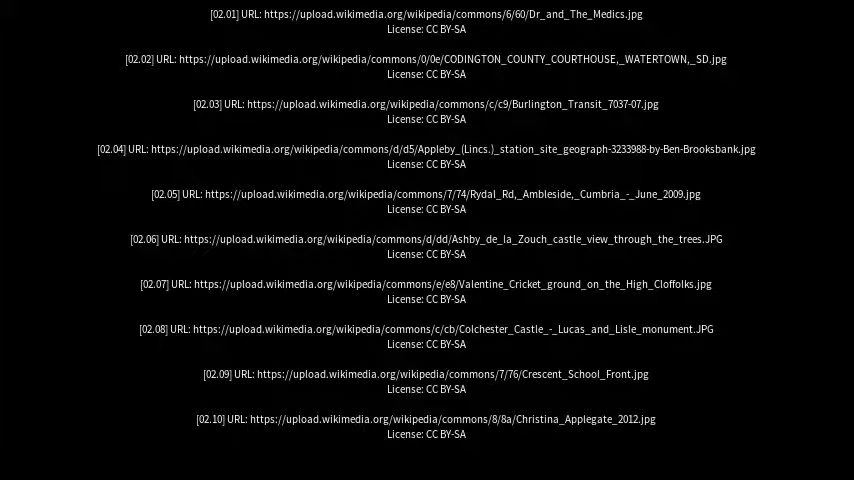 [02.01] URL: https://upload.wikimedia.org/wikipedia/commons/6/60/Dr_and_The_Medics.jpg
License: CC BY-SA
[02.02] URL: https://upload.wikimedia.org/wikipedia/commons/0/0e/CODINGTON_COUNTY_COURTHOUSE,_WATERTOWN,_SD.jpg
License: CC BY-SA
[02.03] URL: https://upload.wikimedia.org/wikipedia/commons/c/c9/Burlington_Transit_7037-07.jpg
License: CC BY-SA
[02.04] URL: https://upload.wikimedia.org/wikipedia/commons/d/d5/Appleby_(Lincs.)_station_site_geograph-3233988-by-Ben-Brooksbank.jpg
License: CC BY-SA
[02.05] URL: https://upload.wikimedia.org/wikipedia/commons/7/74/Rydal_Rd,_Ambleside,_Cumbria_-_June_2009.jpg
License: CC BY-SA
[02.06] URL: https://upload.wikimedia.org/wikipedia/commons/d/dd/Ashby_de_la_Zouch_castle_view_through_the_trees.JPG
License: CC BY-SA
[02.07] URL: https://upload.wikimedia.org/wikipedia/commons/e/e8/Valentine_Cricket_ground_on_the_High_Cloffolks.jpg
License: CC BY-SA
[02.08] URL: https://upload.wikimedia.org/wikipedia/commons/c/cb/Colchester_Castle_-_Lucas_and_Lisle_monument.JPG
License: CC BY-SA
[02.09] URL: https://upload.wikimedia.org/wikipedia/commons/7/76/Crescent_School_Front.jpg
License: CC BY-SA
[02.10] URL: https://upload.wikimedia.org/wikipedia/commons/8/8a/Christina_Applegate_2012.jpg
License: CC BY-SA